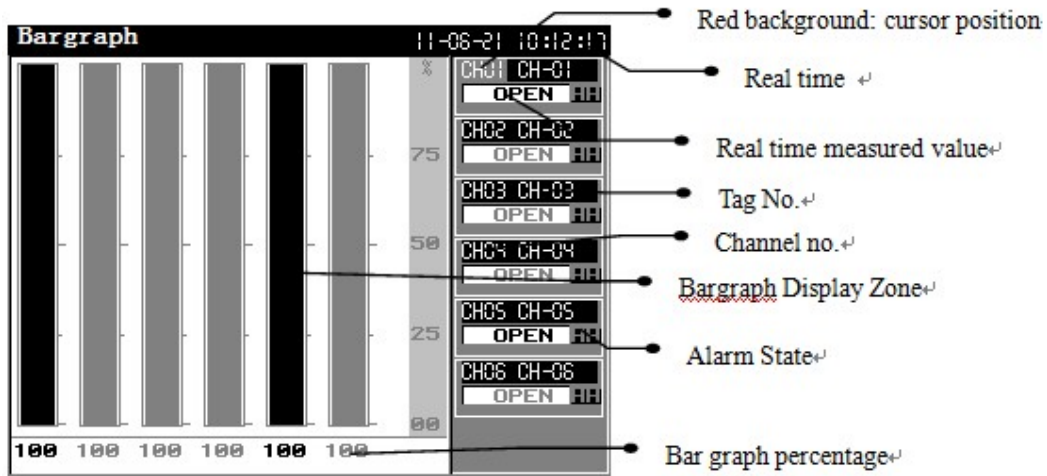 Bargraph 11-06-21 10:12:17
%
75
50
25
00
100 100 100 100 100 100
CH01 CH-01
OPEN HH
CH02 CH-02
OPEN HH
CH03 CH-03
OPEN HH
CH04 CH-04
OPEN HH
CH05 CH-05
OPEN HH
CH06 CH-06
OPEN HH
Red background: cursor position
Real time ↵
Real time measured value↵
Tag No.↵
Channel no.↵
Bargraph Display Zone↵
Alarm State↵
Bar graph percentage↵